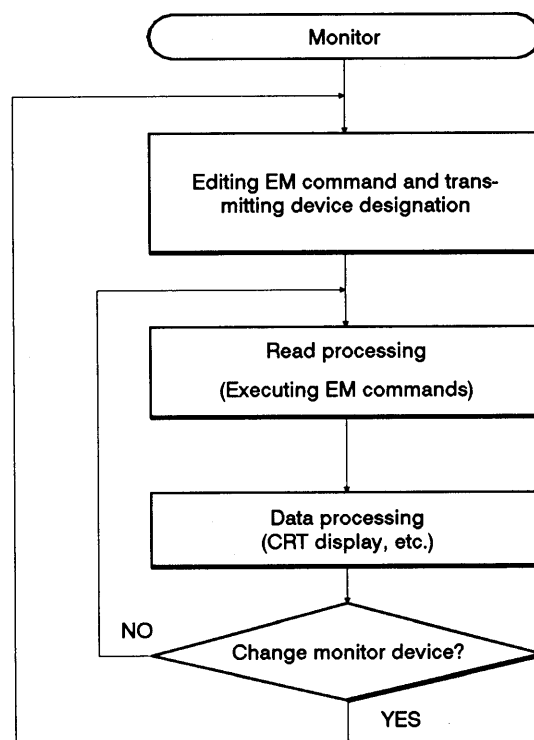 Monitor
Editing EM command and trans-
mitting device designation
Read processing
(Executing EM commands)
Data processing
(CRT display, etc.)
NO
Change monitor device?
YES